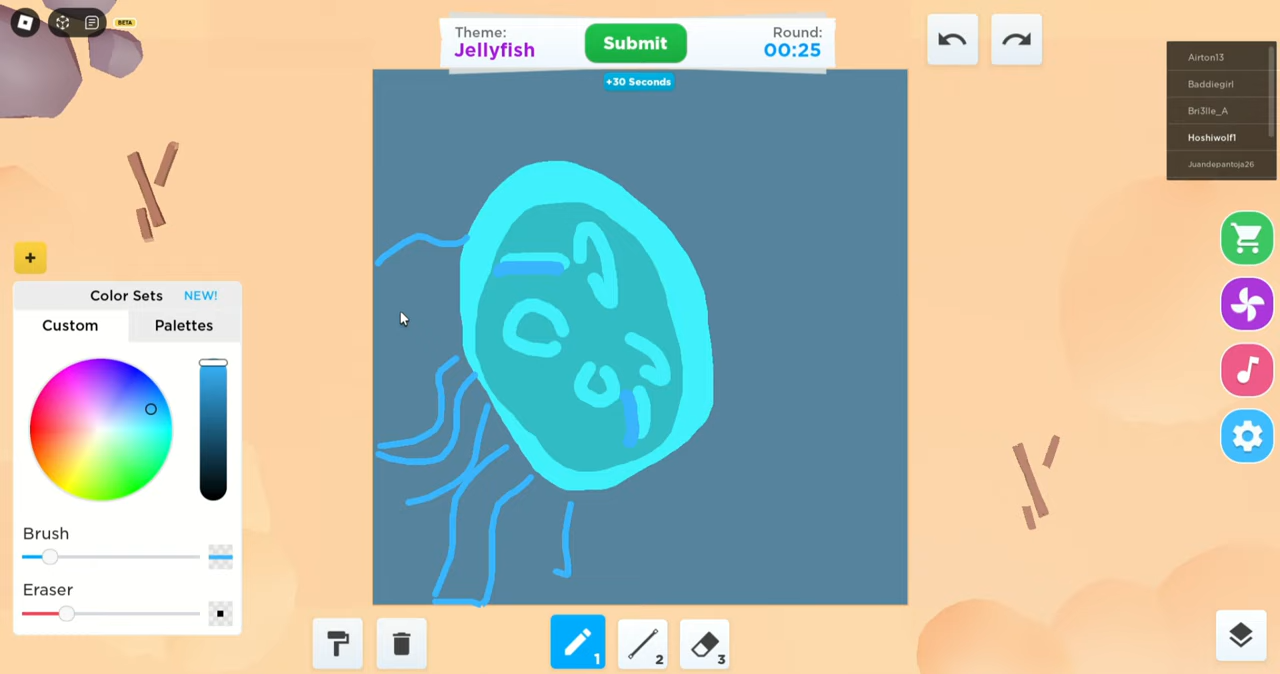 BETA
Theme:
Jellyfish
Submit
Round:
00:25
+30 Seconds
Airton13
Baddiegirl
Bri3lle_A
Hoshiwolf1
Juandepantoja26
+
Color Sets NEW!
Custom Palettes
Brush
Eraser
1
2
3